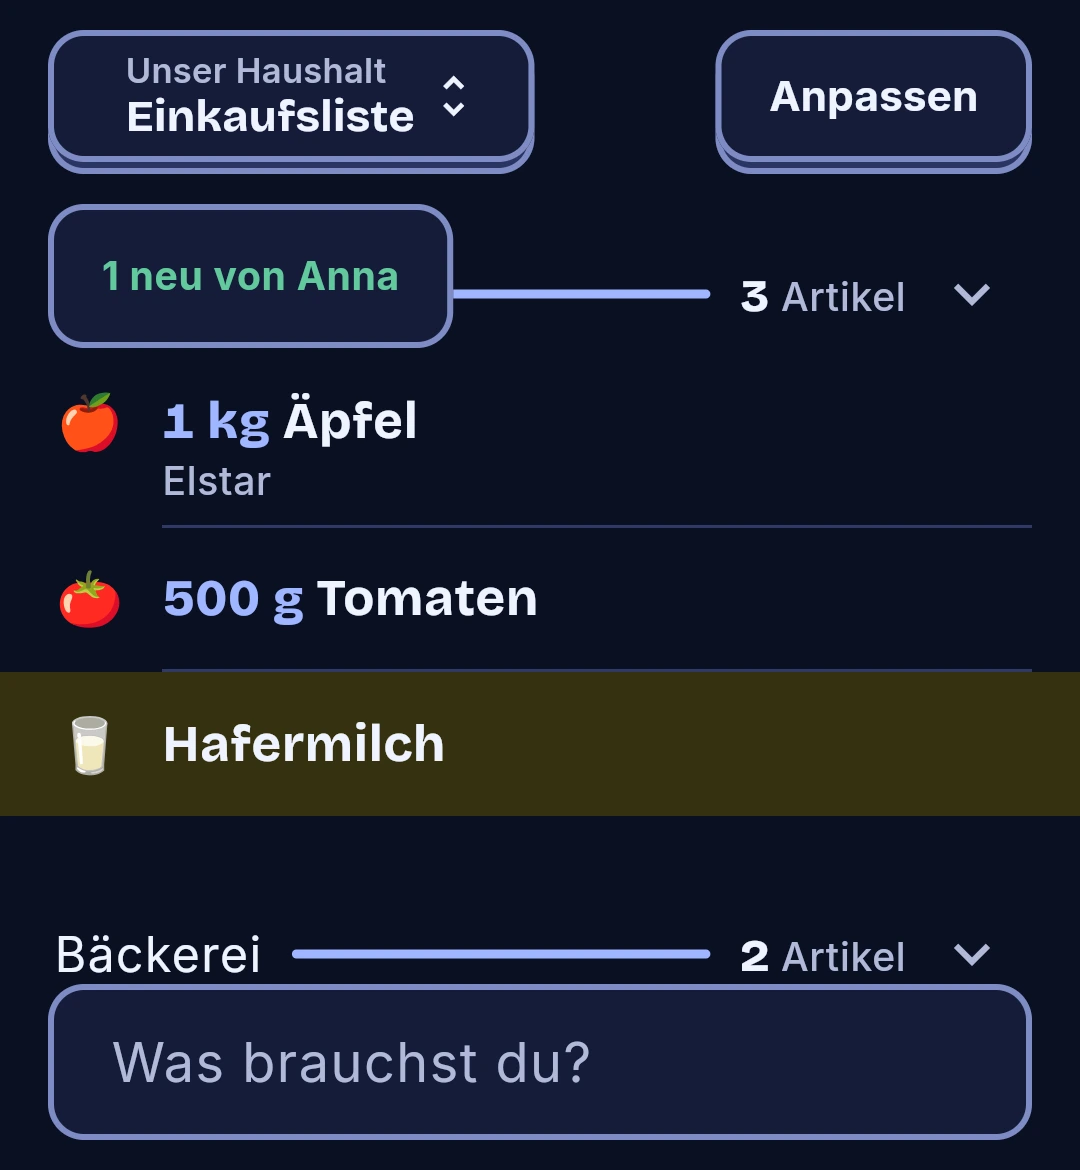 Unser Haushalt
Einkaufsliste
Anpassen
1 neu von Anna
3 Artikel
1 kg Äpfel
Elstar
500 g Tomaten
Hafermilch
Bäckerei
2 Artikel
Was brauchst du?